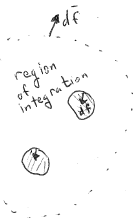 df̄
region
of
integration
df̄